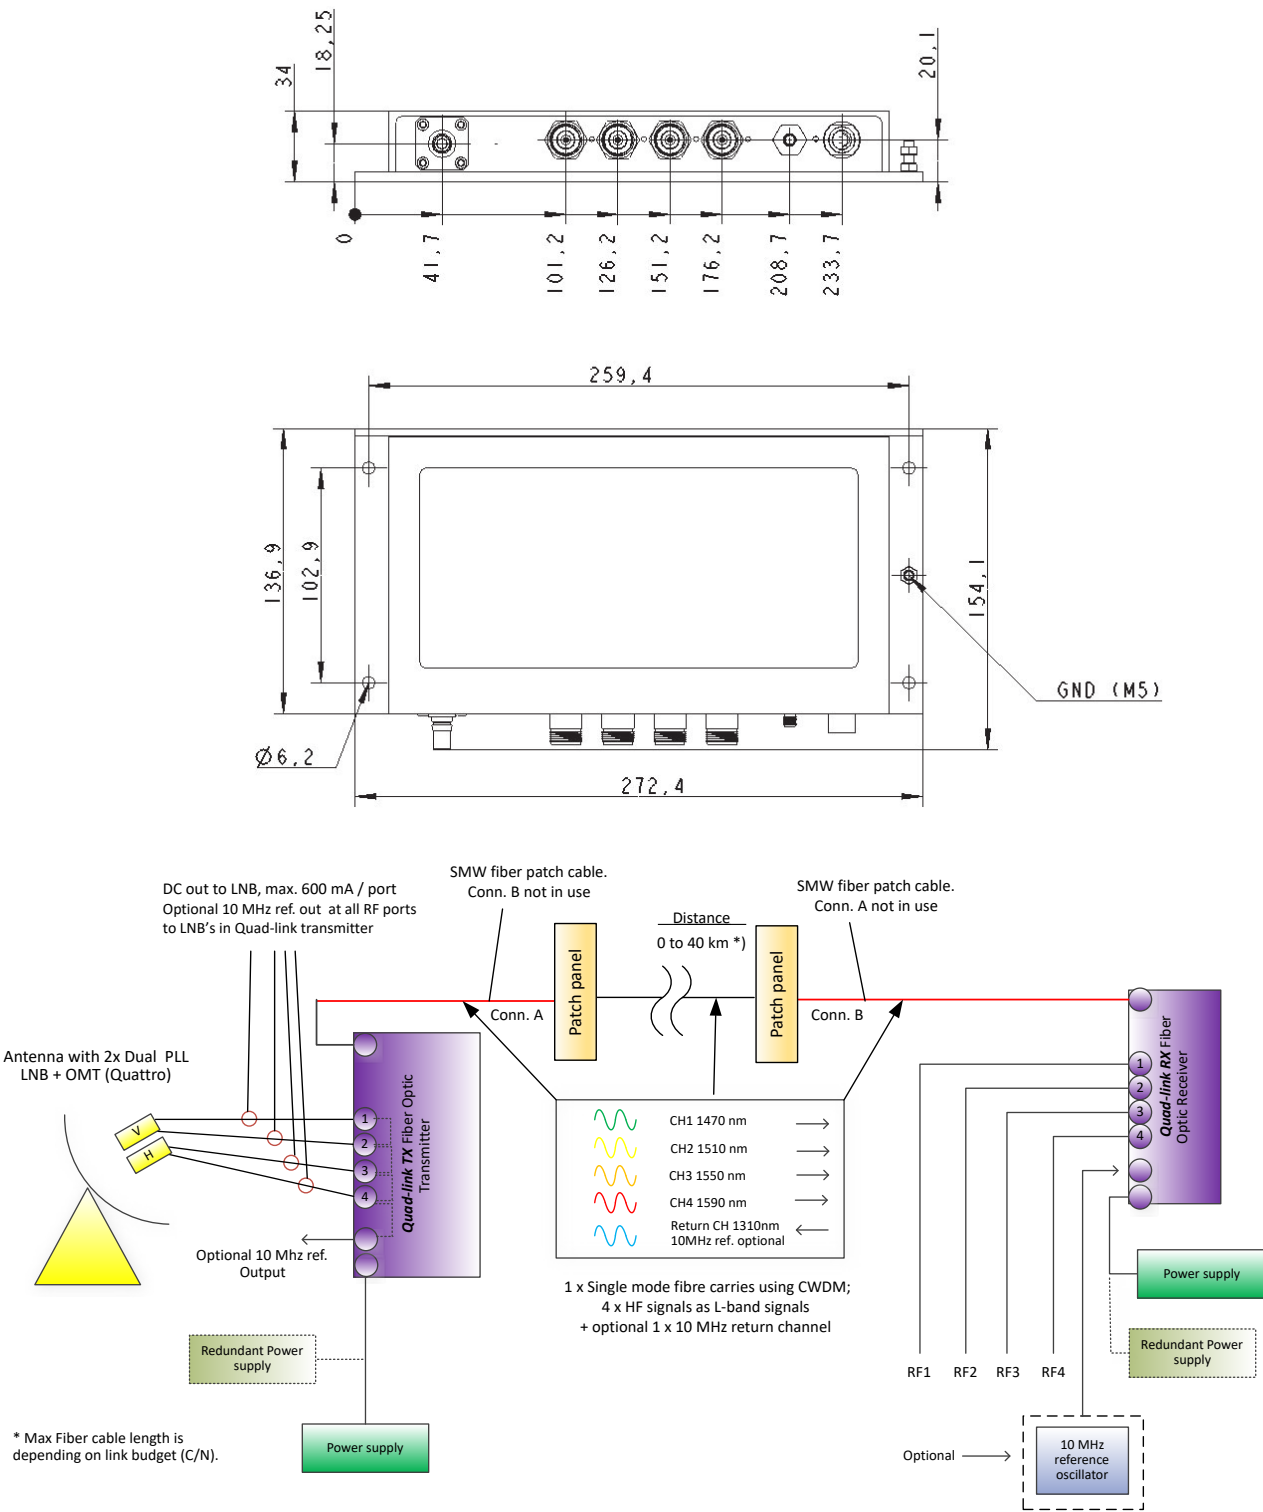 34
18,25
20,1
0
41,7
101,2
126,2
151,2
176,2
208,7
233,7
259,4
136,9
102,9
154,1
GND (M5)
Ø6,2
272,4
DC out to LNB, max. 600 mA / port
Optional 10 MHz ref. out at all RF ports
to LNB's in Quad-link transmitter
SMW fiber patch cable.
Conn. B not in use
Distance
0 to 40 km *)
SMW fiber patch cable.
Conn. A not in use
Patch panel
Patch panel
Conn. A
Conn. B
Antenna with 2x Dual PLL
LNB + OMT (Quattro)
V
H
1
2
3
4
Quad-link TX Fiber Optic
Transmitter
Optional 10 Mhz ref.
Output
CH1 1470 nm
CH2 1510 nm
CH3 1550 nm
CH4 1590 nm
Return CH 1310nm
10MHz ref. optional
1 x Single mode fibre carries using CWDM;
4 x HF signals as L-band signals
+ optional 1 x 10 MHz return channel
1
2
3
4
Quad-link RX Fiber
Optic Receiver
Power supply
Redundant Power
supply
RF1
RF2
RF3
RF4
Redundant Power
supply
Power supply
* Max Fiber cable length is
depending on link budget (C/N).
Optional
10 MHz
reference
oscillator